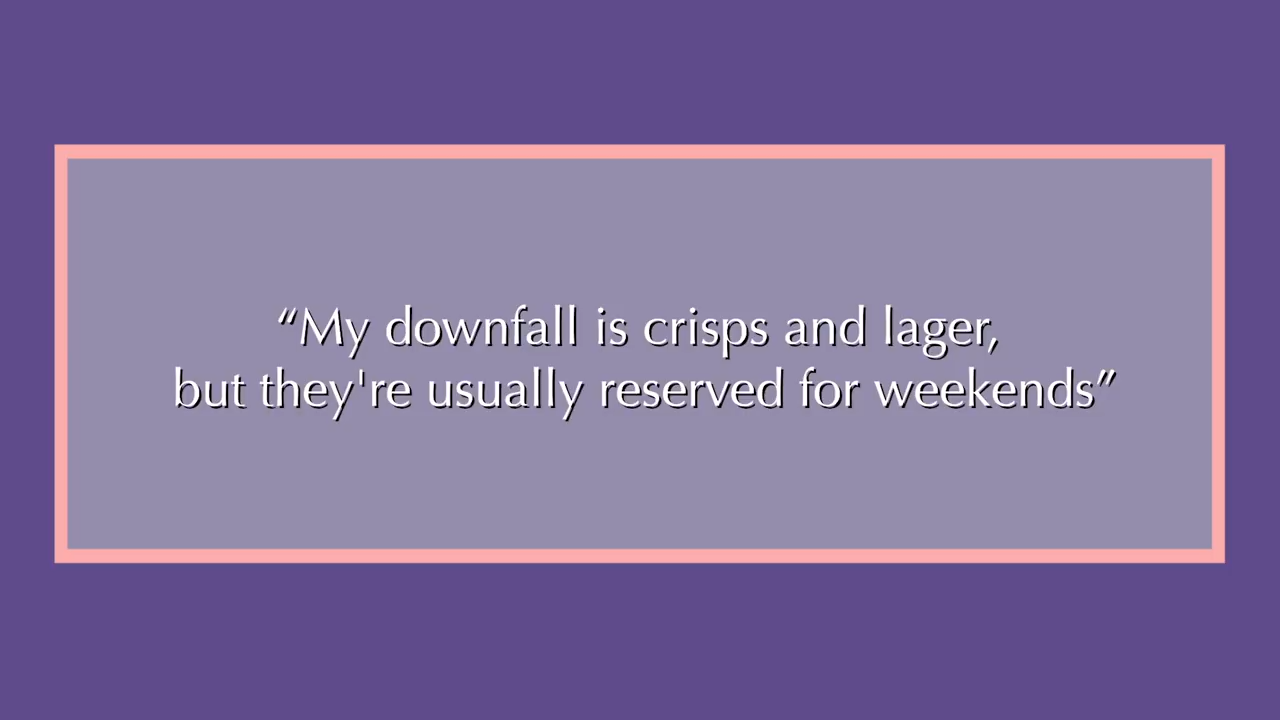 “My downfall is crisps and lager,
but they're usually reserved for weekends”